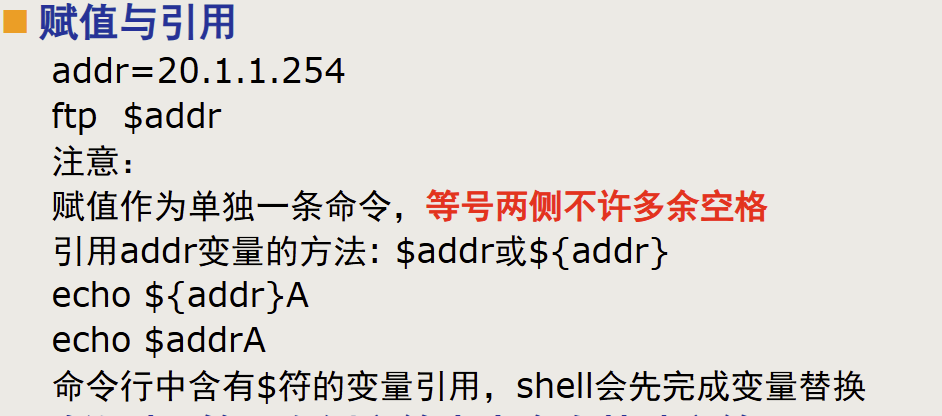 赋值与引用
addr=20.1.1.254
ftp $addr
注意：
赋值作为单独一条命令，等号两侧不许多余空格
引用addr变量的方法: $addr或${addr}
echo ${addr}A
echo $addrA
命令行中含有$符的变量引用，shell会先完成变量替换